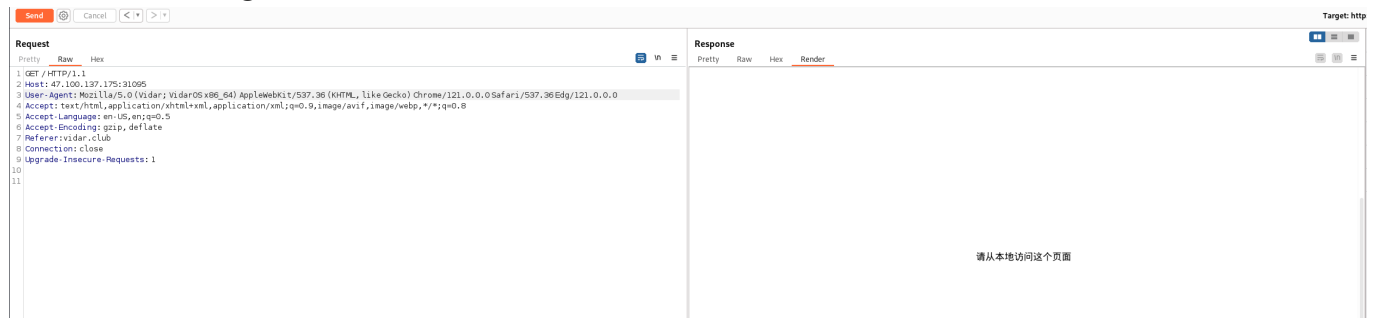 Send Cancel < > Target: http
Request
Pretty Raw Hex \n
1 GET / HTTP/1.1
2 Host: 47.100.137.175:31095
3 User-Agent: Mozilla/5.0 (Vidar; VidarOS x86_64) AppleWebKit/537.36 (KHTML, like Gecko) Chrome/121.0.0.0 Safari/537.36 Edg/121.0.0.0
4 Accept: text/html,application/xhtml+xml,application/xml;q=0.9,image/avif,image/webp,*/*;q=0.8
5 Accept-Language: en-US,en;q=0.5
6 Accept-Encoding: gzip, deflate
7 Referer:vidar.club
8 Connection: close
9 Upgrade-Insecure-Requests: 1
10
11
Response
Pretty Raw Hex Render \n
请从本地访问这个页面